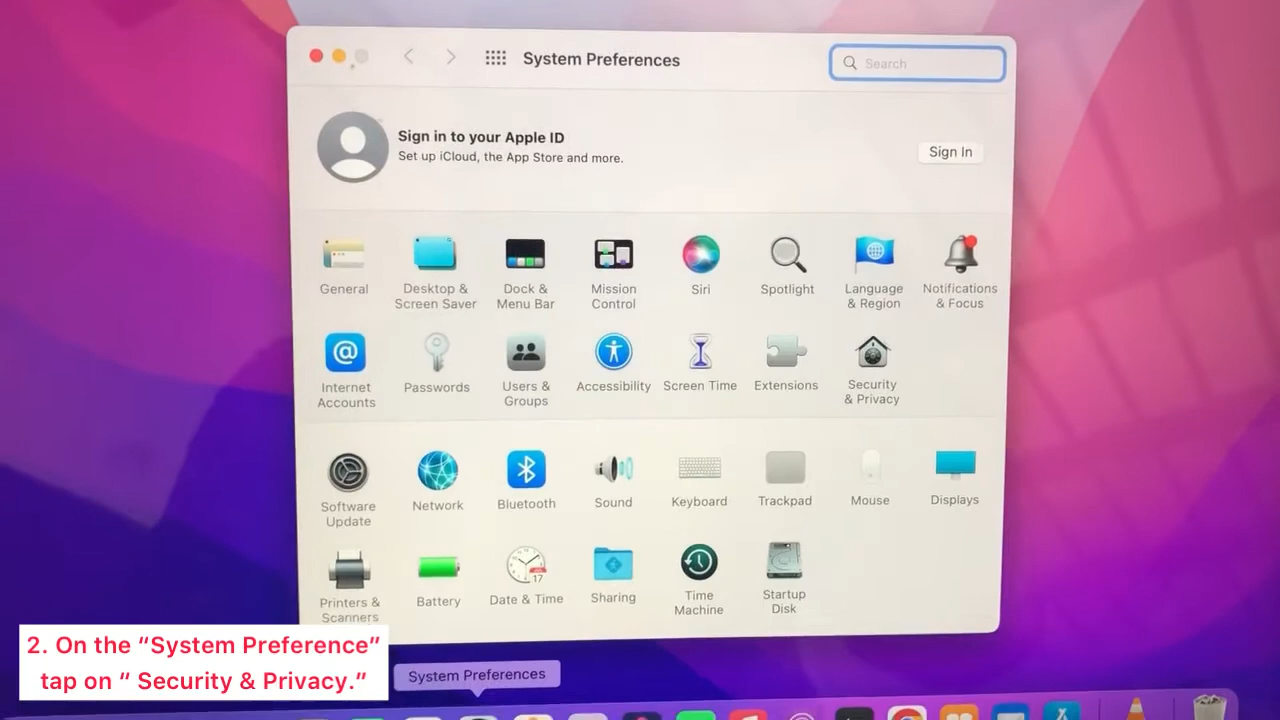 System Preferences
Search
Sign in to your Apple ID
Set up iCloud, the App Store and more.
Sign In
General
Desktop &
Screen Saver
Dock &
Menu Bar
Mission
Control
Siri
Spotlight
Language
& Region
Notifications
& Focus
Internet
Accounts
Passwords
Users &
Groups
Accessibility
Screen Time
Extensions
Security
& Privacy
Software
Update
Network
Bluetooth
Sound
Keyboard
Trackpad
Mouse
Displays
Printers &
Scanners
Battery
17
Date & Time
Sharing
Time
Machine
Startup
Disk
2. On the “System Preference”
tap on “ Security & Privacy.”
System Preferences